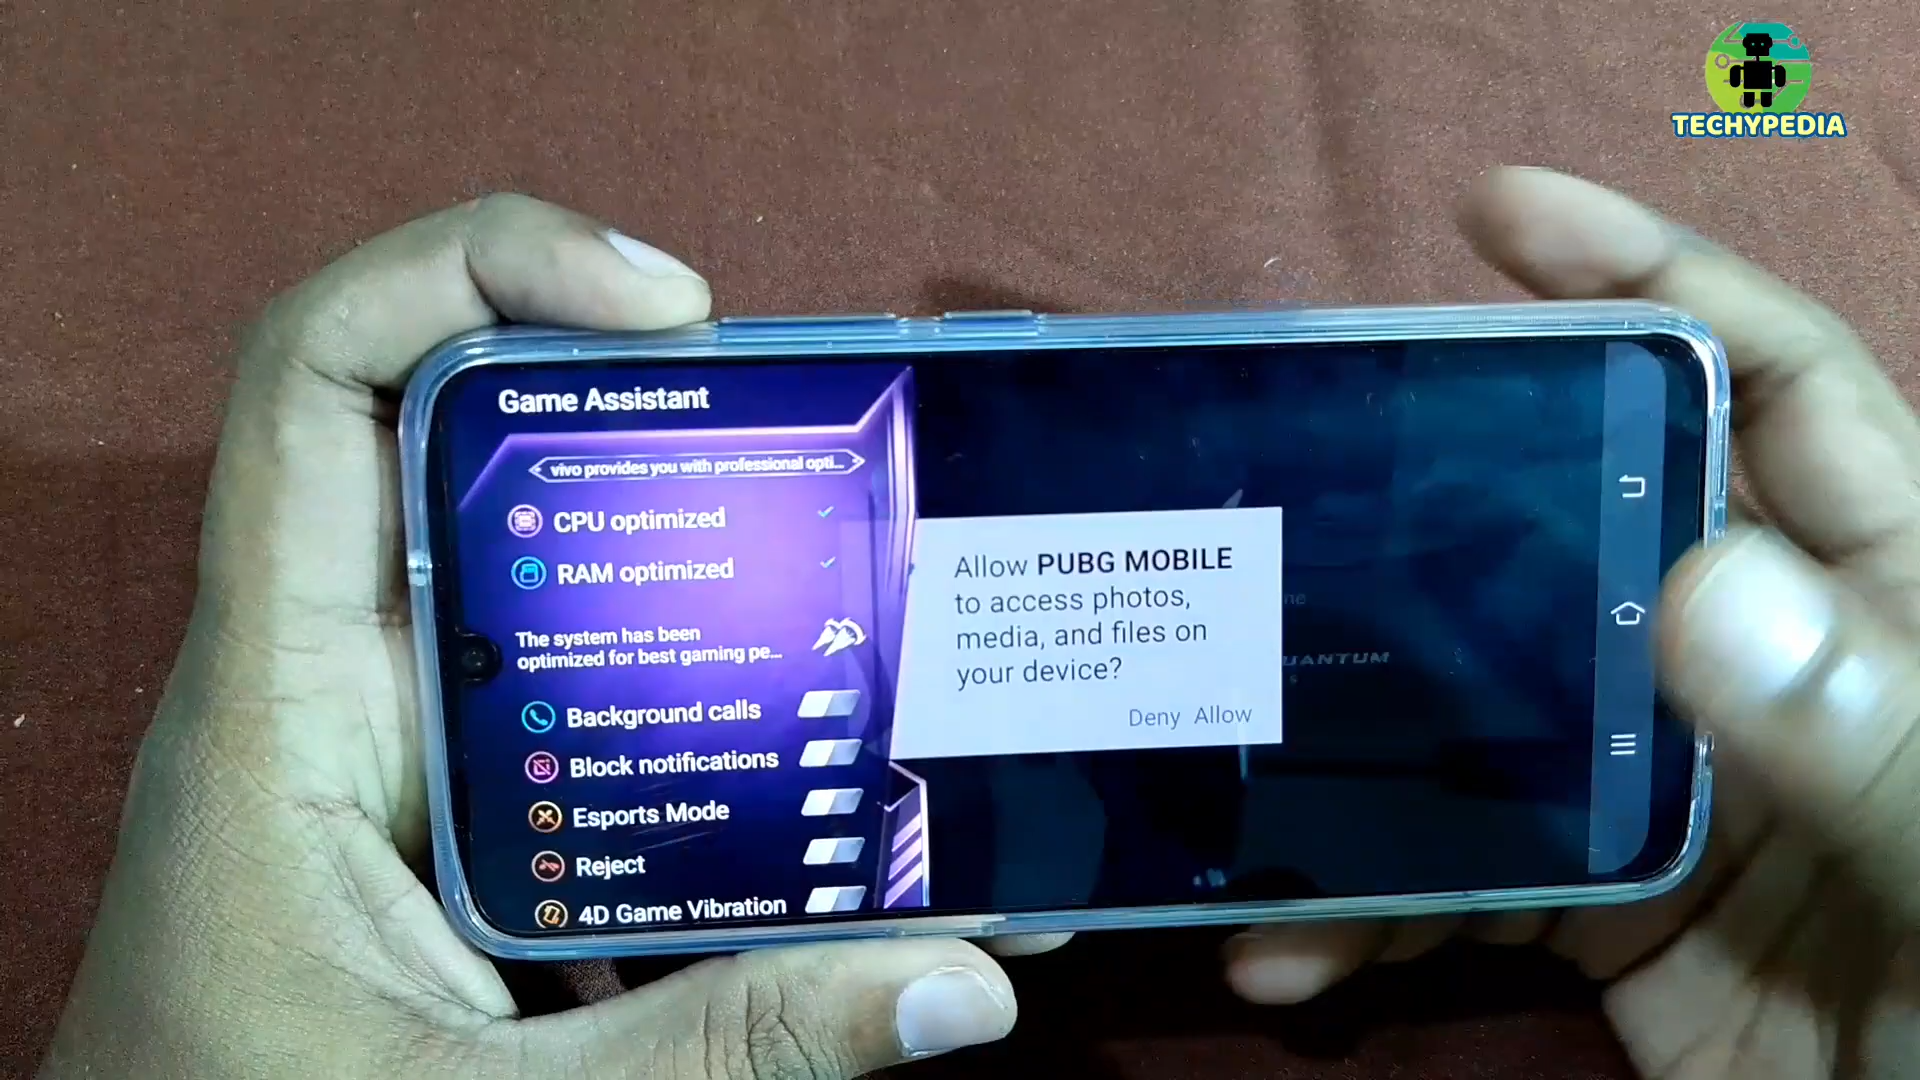 TECHYPEDIA
Game Assistant
vivo provides you with professional opti...
CPU optimized
RAM optimized
The system has been
optimized for best gaming pe...
Background calls
Block notifications
Esports Mode
Reject
4D Game Vibration
Allow PUBG MOBILE
to access photos,
media, and files on
your device?
Deny Allow